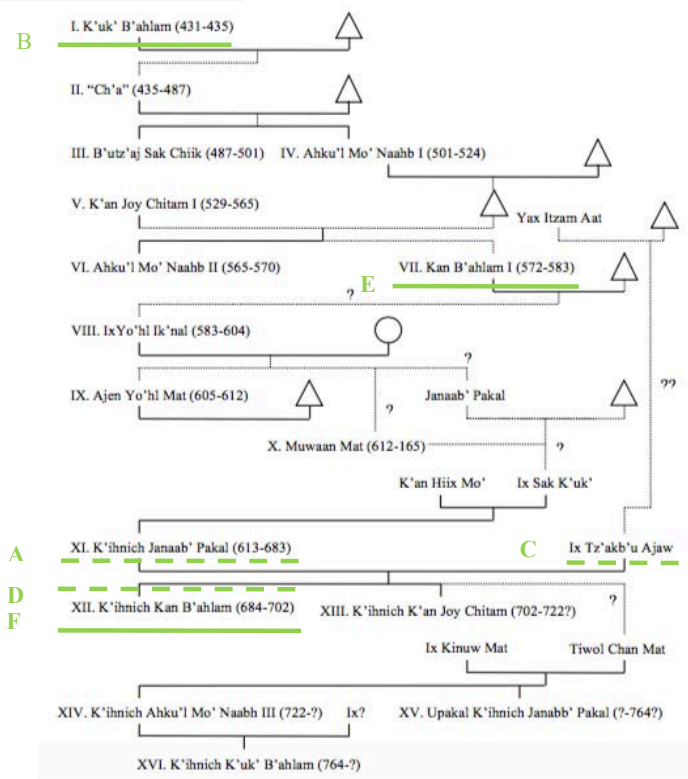 I. K'uk' B'ahlam (431-435)
B
II. “Ch'a” (435-487)
III. B'utz'aj Sak Chiik (487-501) IV. Ahku'l Mo' Naahb I (501-524)
V. K'an Joy Chitam I (529-565)
Yax Itzam Aat
VI. Ahku'l Mo' Naahb II (565-570) VII. Kan B'ahlam I (572-583)
E
?
VIII. IxYo'hl Ik'nal (583-604)
?
IX. Ajen Yo'hl Mat (605-612) Janaab' Pakal
??
?
X. Muwaan Mat (612-165) ?
K'an Hiix Mo' Ix Sak K'uk'
XI. K'ihnich Janaab' Pakal (613-683) Ix Tz'akb'u Ajaw
A C
D
XII. K'ihnich Kan B'ahlam (684-702) XIII. K'ihnich K'an Joy Chitam (702-722?) ?
F
Ix Kinuw Mat Tiwol Chan Mat
XIV. K'ihnich Ahku'l Mo' Naabh III (722-?) Ix? XV. Upakal K'ihnich Janabb' Pakal (?-764?)
XVI. K'ihnich K'uk' B'ahlam (764-?)